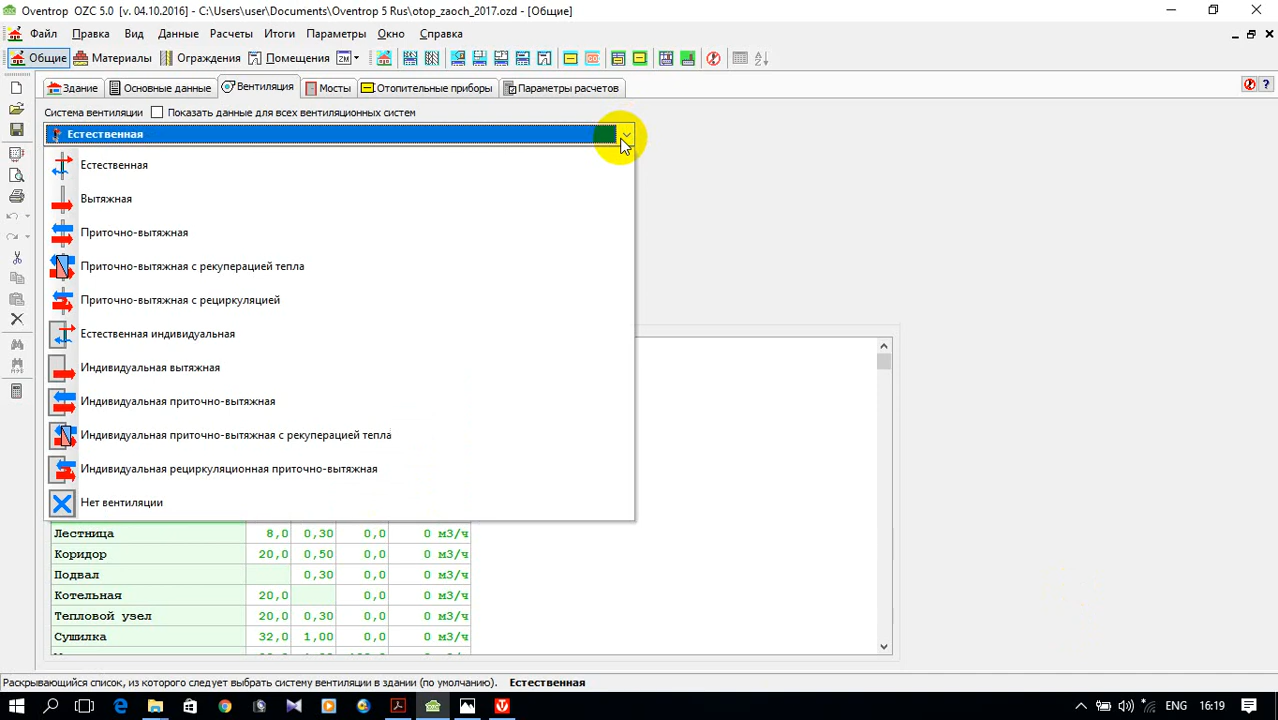 Oventrop OZC 5.0 [v. 04.10.2016] - C:\Users\user\Documents\Oventrop 5 Rus\otop_zaoch_2017.ozd - [Общие]
Файл Правка Вид Данные Расчеты Итоги Параметры Окно Справка
Общие Материалы Ограждения Помещения 2м
Здание Основные данные Вентиляция Мосты Отопительные приборы Параметры расчетов
Система вентиляции Показать данные для всех вентиляционных систем
Естественная
Естественная
Вытяжная
Приточно-вытяжная
Приточно-вытяжная с рекуперацией тепла
Приточно-вытяжная с рециркуляцией
Естественная индивидуальная
Индивидуальная вытяжная
Индивидуальная приточно-вытяжная
Индивидуальная приточно-вытяжная с рекуперацией тепла
Индивидуальная рециркуляционная приточно-вытяжная
Нет вентиляции
Лестница 8,0 0,30 0,0 0 м3/ч
Коридор 20,0 0,50 0,0 0 м3/ч
Подвал 0,30 0,0 0 м3/ч
Котельная 20,0 0,0 0 м3/ч
Тепловой узел 20,0 0,30 0,0 0 м3/ч
Сушилка 32,0 1,00 0,0 0 м3/ч
Раскрывающийся список, из которого следует выбрать систему вентиляции в здании (по умолчанию). Естественная
ENG 16:19